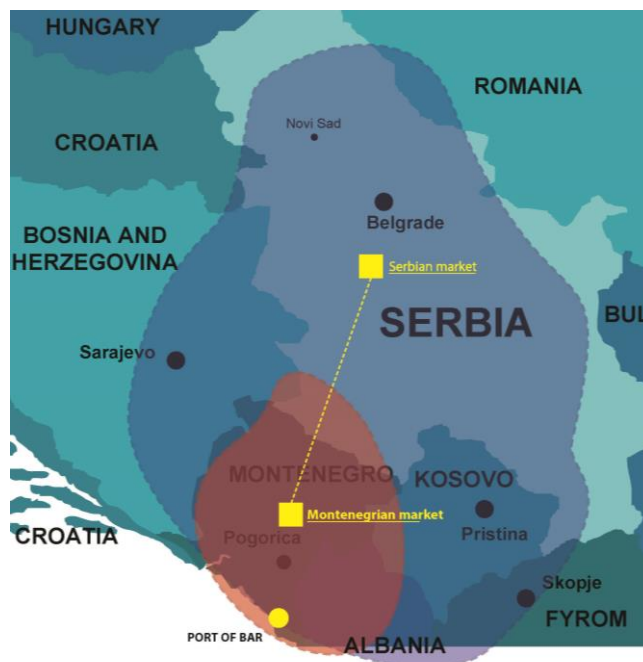 HUNGARY
ROMANIA
Novi Sad
CROATIA
Belgrade
BOSNIA AND
HERZEGOVINA
Serbian market
SERBIA
BUL
Sarajevo
MONTENEGRO
KOSOVO
Montenegrian market
CROATIA
Pristina
Pogorica
Skopje
FYROM
PORT OF BAR
ALBANIA